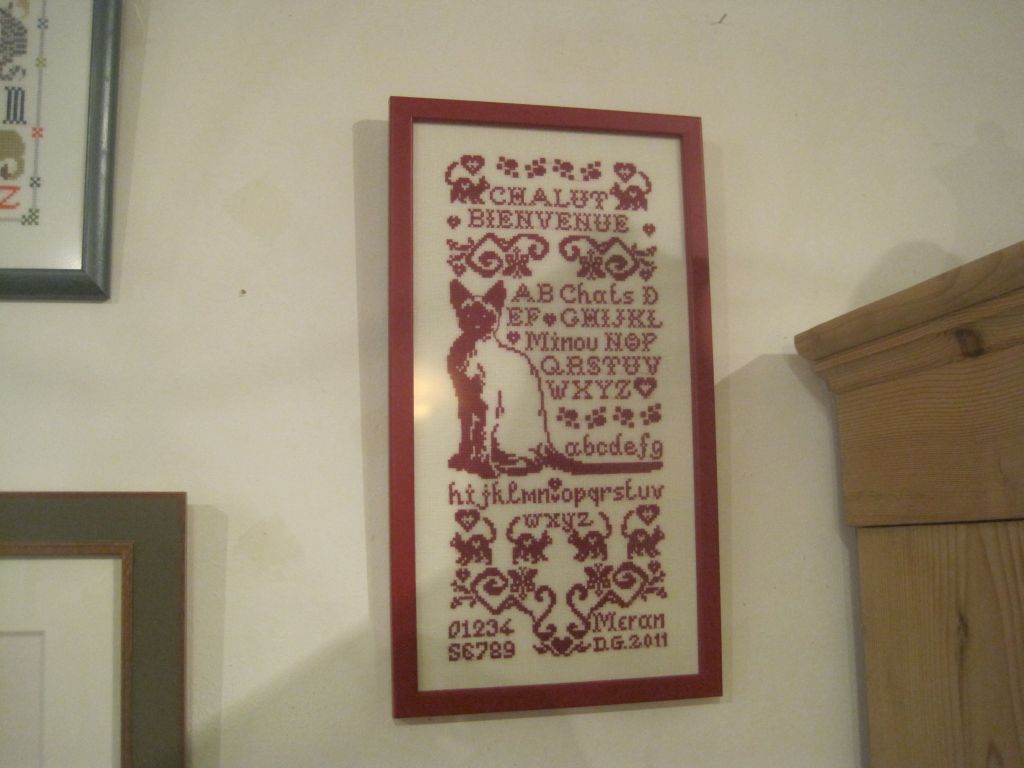 CHALUT
BIENVENUE
AB Chats D
EF GHIJKL
Minou NOP
QRSTUV
WXYZ
abcdefg
hijklmnopqrstuv
wxyz
01234
56789
Meran
D.G.2011
Z